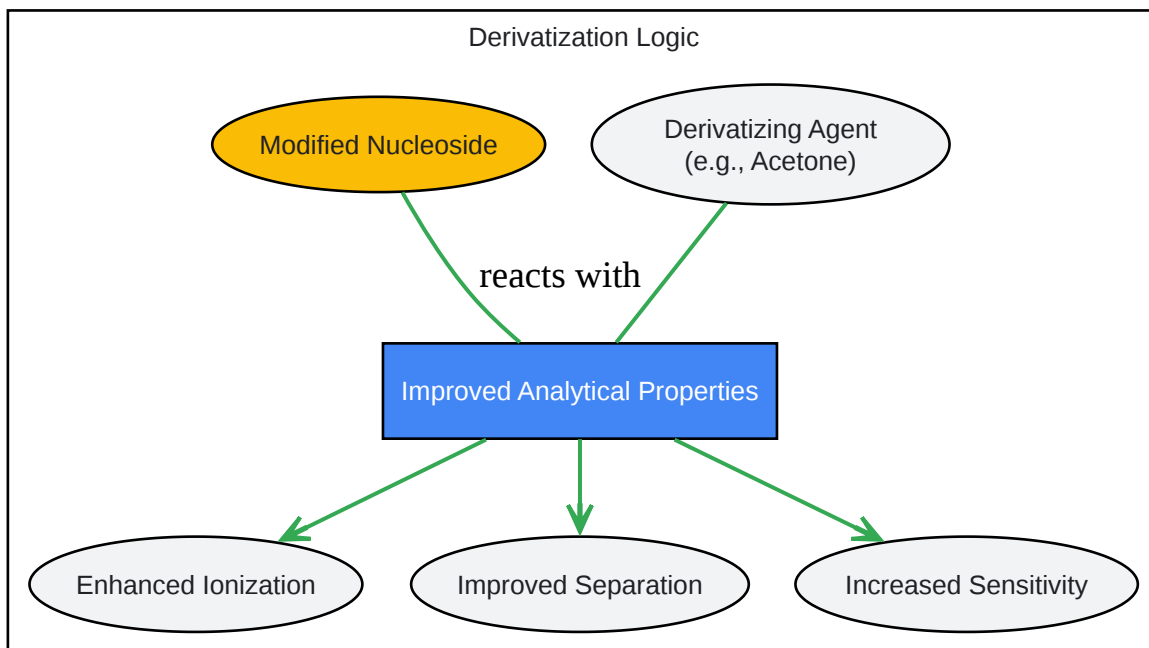 Derivatization Logic
Modified Nucleoside
Derivatizing Agent
(e.g., Acetone)
reacts with
Improved Analytical Properties
Enhanced Ionization
Improved Separation
Increased Sensitivity